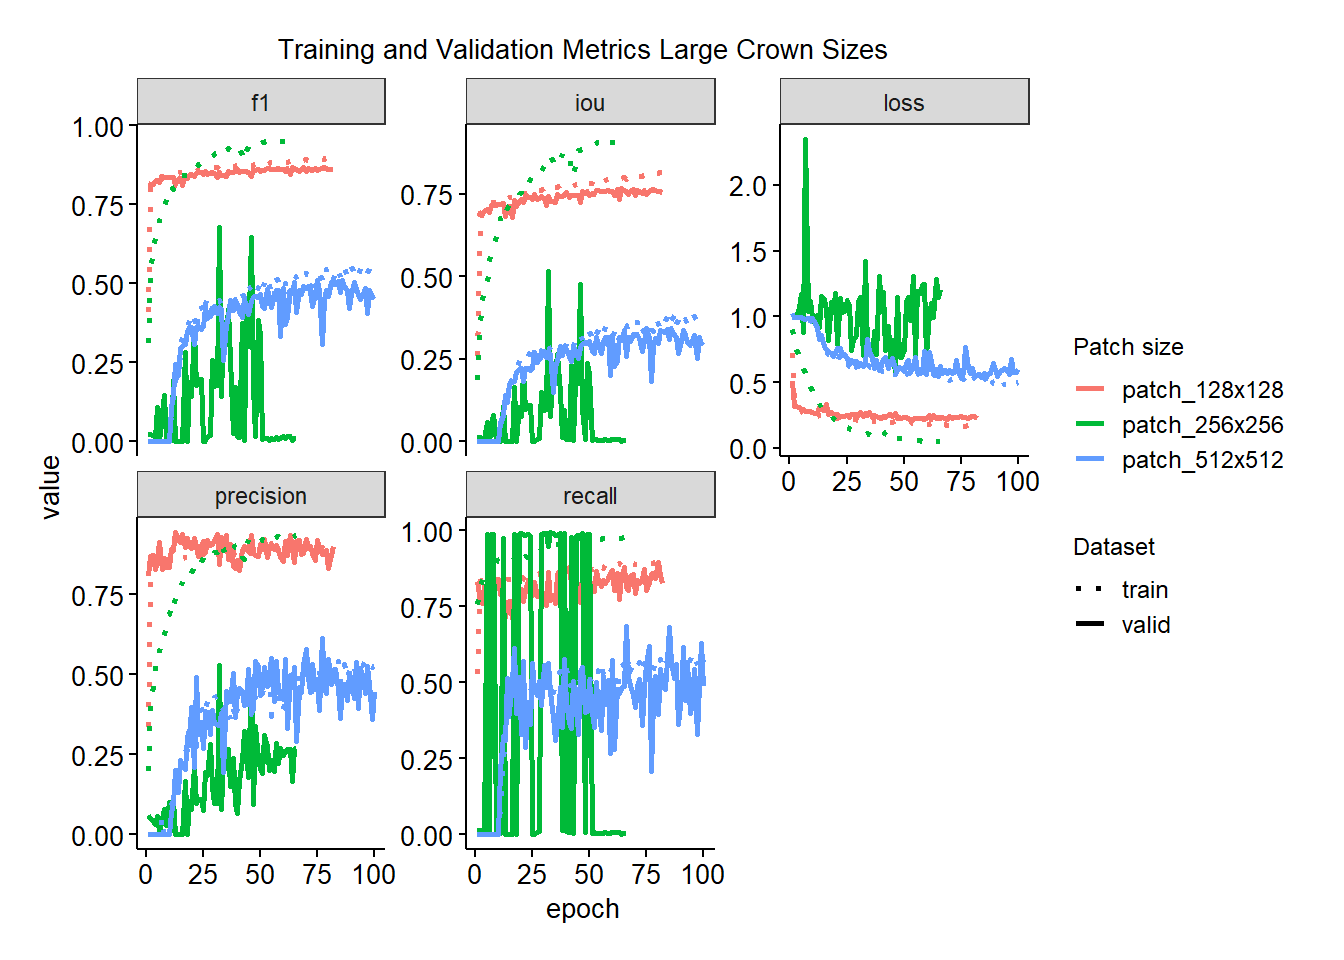 Training and Validation Metrics Large Crown Sizes
f1
iou
loss
1.00
0.75
0.50
0.25
0.00
0.75
0.50
0.25
0.00
2.0
1.5
1.0
0.5
0.0
0 25 50 75 100
precision
recall
0.75
0.50
0.25
0.00
1.00
0.75
0.50
0.25
0.00
0 25 50 75 100
0 25 50 75 100
value
epoch
Patch size
patch_128x128
patch_256x256
patch_512x512
Dataset
train
valid